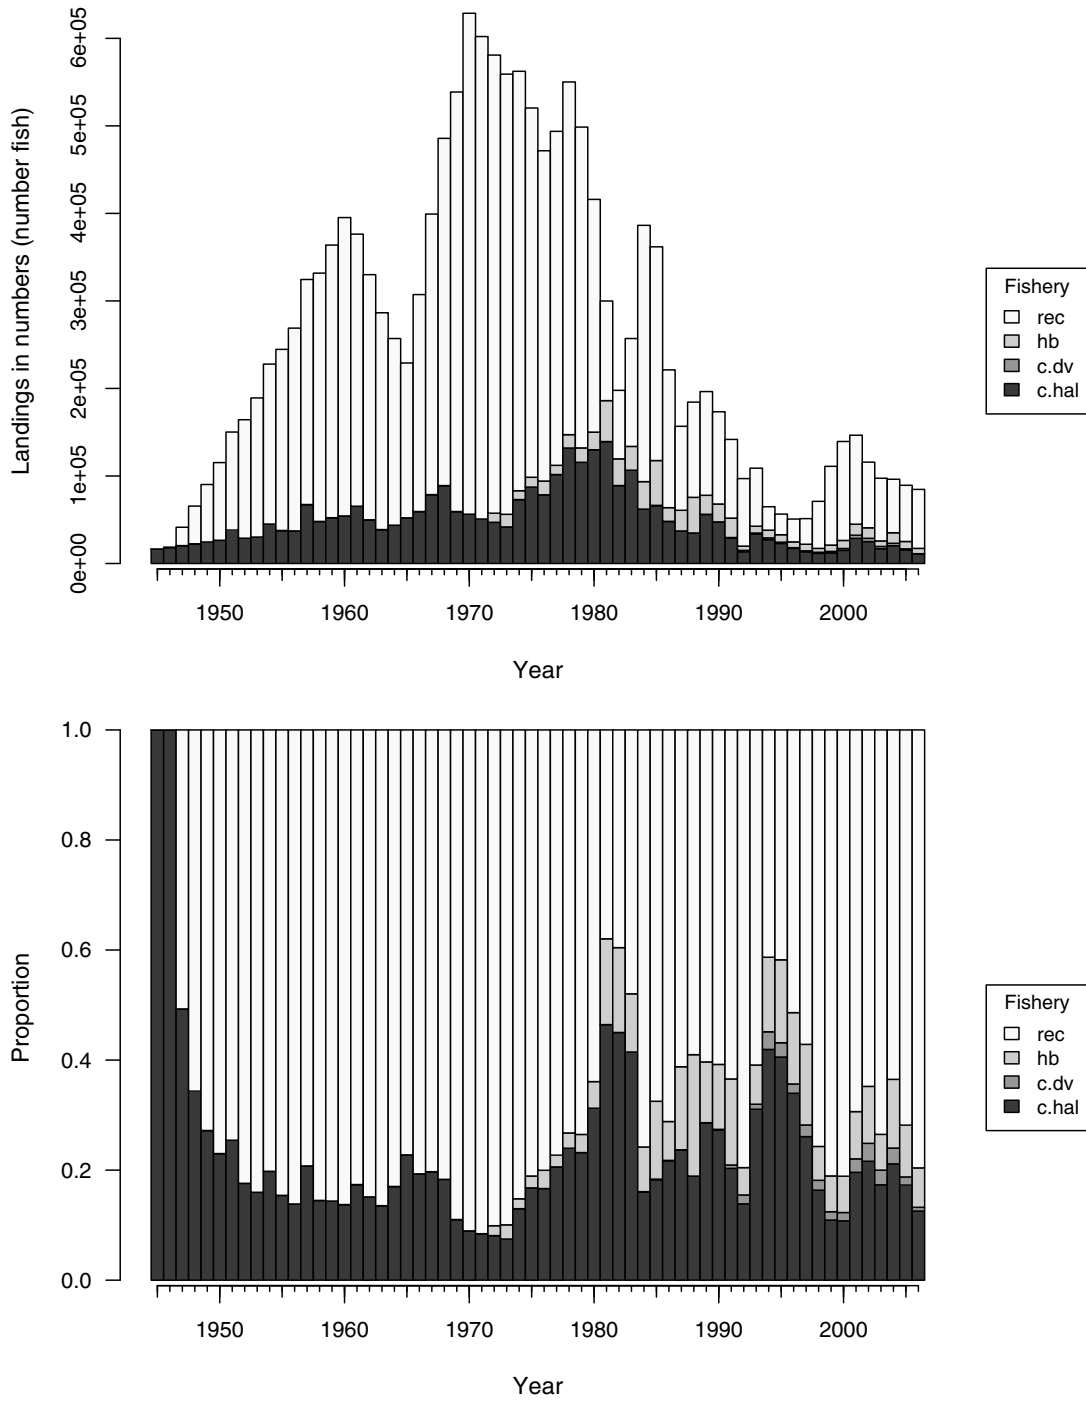 Landings in numbers (number fish)
6e+05
5e+05
4e+05
3e+05
2e+05
1e+05
0e+00
1950 1960 1970 1980 1990 2000
Year
Fishery
rec
hb
c.dv
c.hal
Proportion
1.0
0.8
0.6
0.4
0.2
0.0
1950 1960 1970 1980 1990 2000
Year
Fishery
rec
hb
c.dv
c.hal